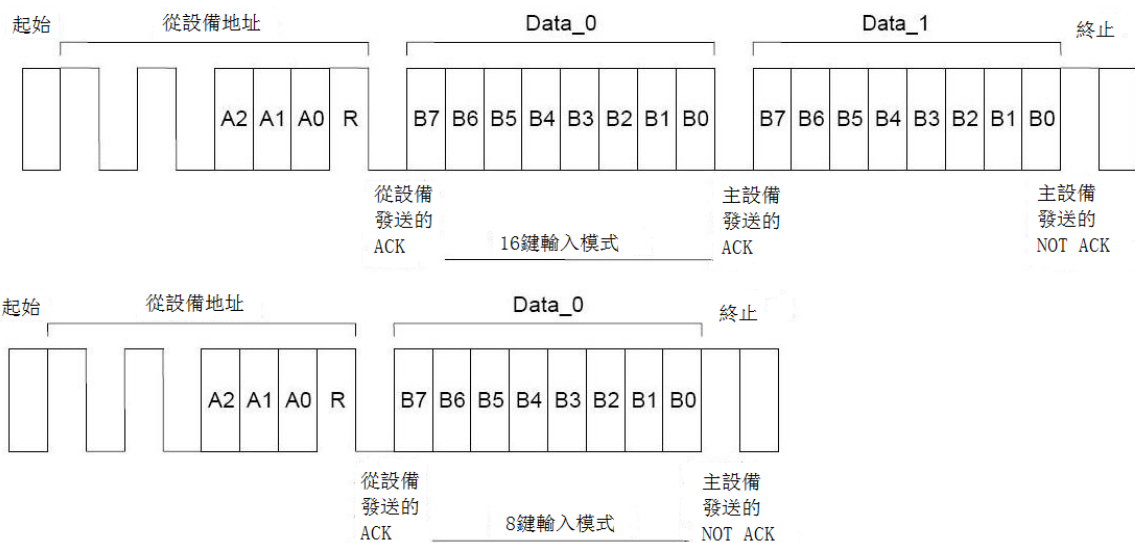 起始 從設備地址 Data_0 Data_1 終止
A2 A1 A0 R B7 B6 B5 B4 B3 B2 B1 B0 B7 B6 B5 B4 B3 B2 B1 B0
從設備
發送的
ACK
16鍵輸入模式
主設備
發送的
ACK
主設備
發送的
NOT ACK
起始 從設備地址 Data_0 終止
A2 A1 A0 R B7 B6 B5 B4 B3 B2 B1 B0
從設備
發送的
ACK
8鍵輸入模式
主設備
發送的
NOT ACK